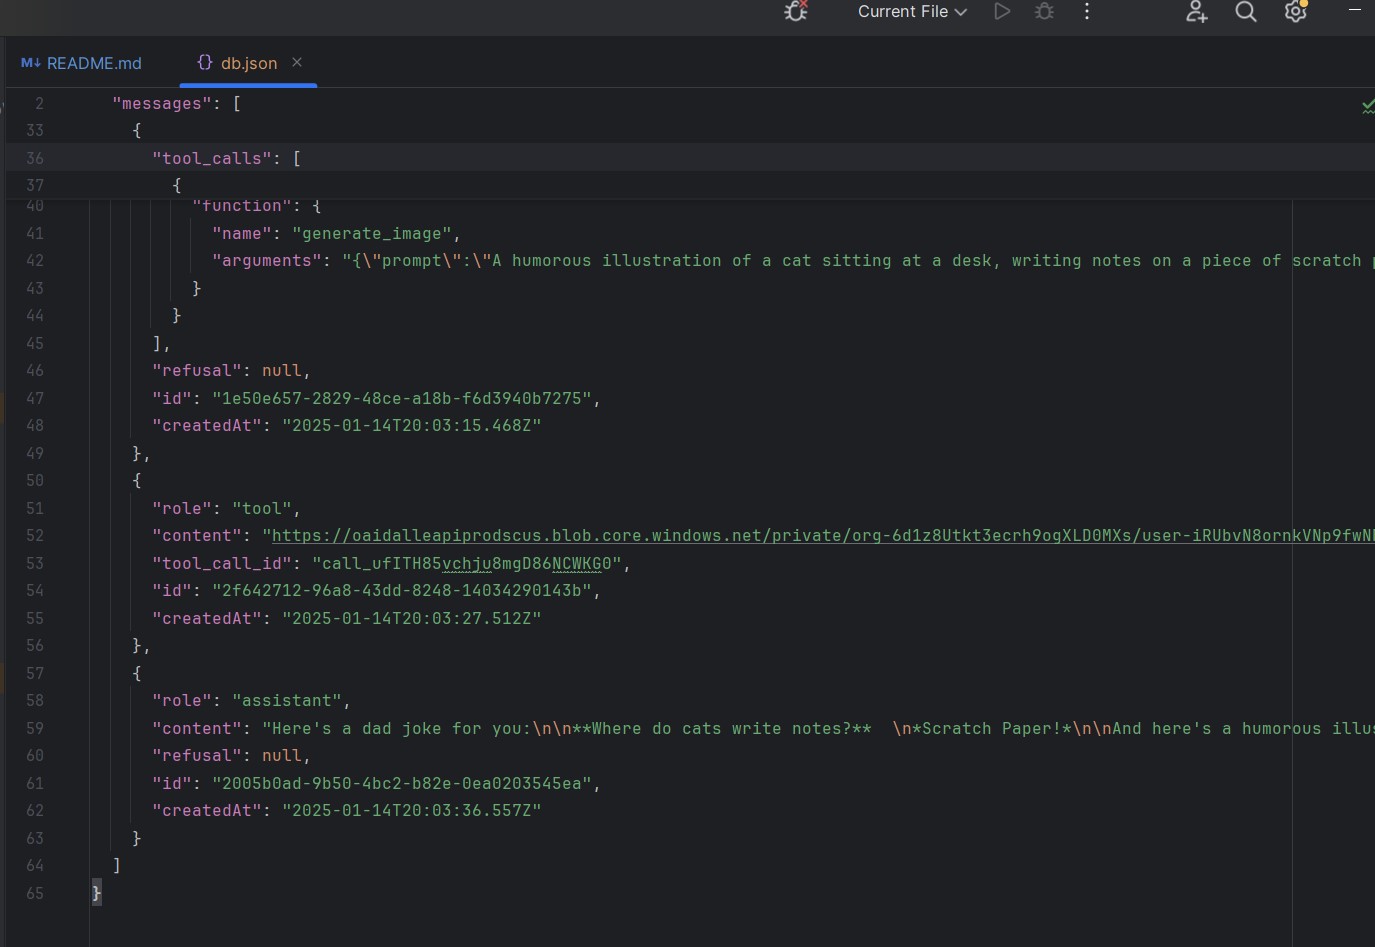 Current File
M↓ README.md
{} db.json ×
2 "messages": [
33 {
36 "tool_calls": [
37 {
40 "function": {
41 "name": "generate_image",
42 "arguments": "{\"prompt\":\"A humorous illustration of a cat sitting at a desk, writing notes on a piece of scratch
43 }
44 }
45 ],
46 "refusal": null,
47 "id": "1e50e657-2829-48ce-a18b-f6d3940b7275",
48 "createdAt": "2025-01-14T20:03:15.468Z"
49 },
50 {
51 "role": "tool",
52 "content": "https://oaidalleapiprodscus.blob.core.windows.net/private/org-6d1z8Utkt3ecrh9ogXLD0MXs/user-iRUbvN8ornkVNp9fwN
53 "tool_call_id": "call_ufITH85vchju8mgD86NCWKG0",
54 "id": "2f642712-96a8-43dd-8248-14034290143b",
55 "createdAt": "2025-01-14T20:03:27.512Z"
56 },
57 {
58 "role": "assistant",
59 "content": "Here's a dad joke for you:\n\n**Where do cats write notes?**  \n*Scratch Paper!*\n\nAnd here's a humorous illus
60 "refusal": null,
61 "id": "2005b0ad-9b50-4bc2-b82e-0ea0203545ea",
62 "createdAt": "2025-01-14T20:03:36.557Z"
63 }
64 ]
65 }